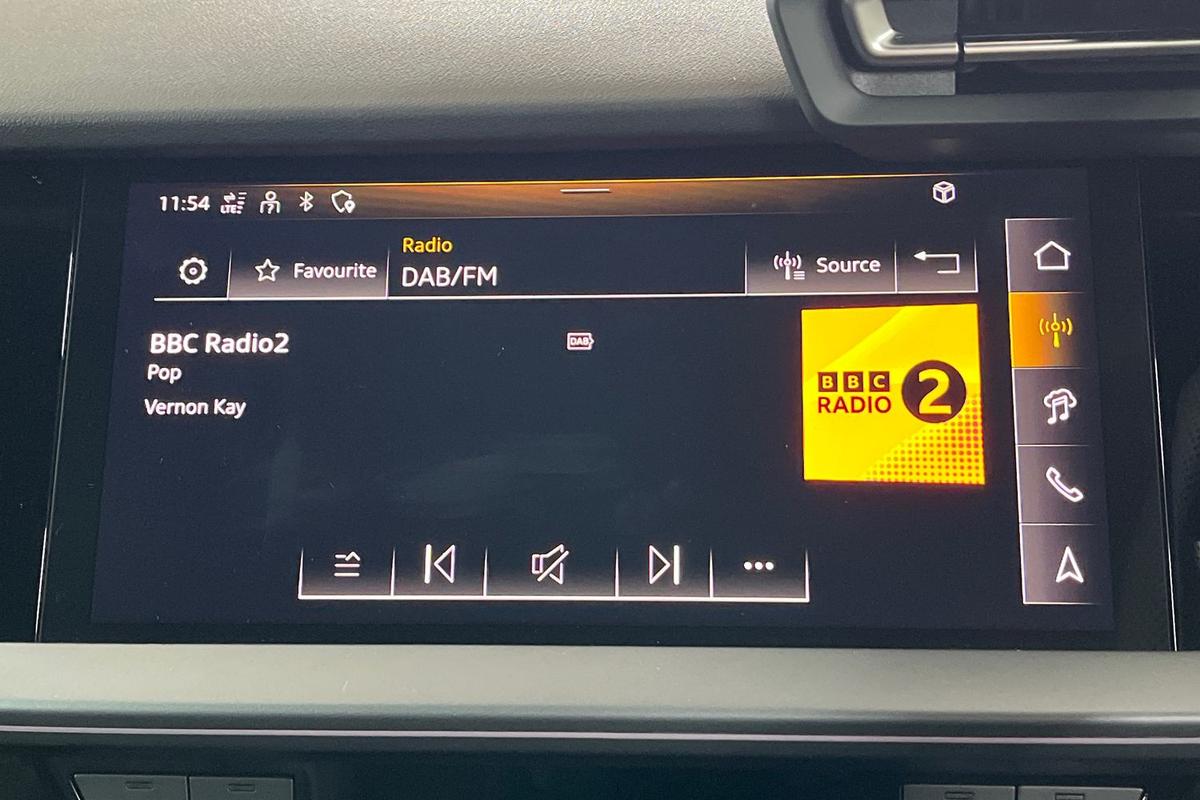 11:54 LTE
Radio
Favourite DAB/FM Source
BBC Radio2
DAB
Pop
Vernon Kay
BBC
RADIO 2